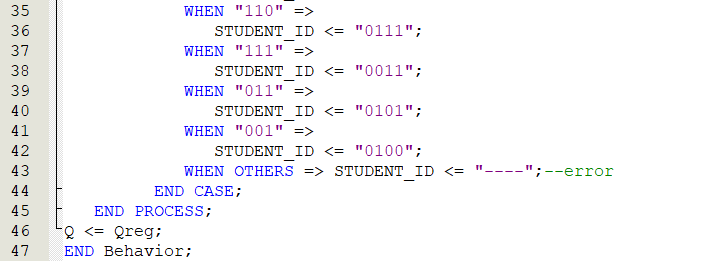 35 WHEN "110" =>
36 STUDENT_ID <= "0111";
37 WHEN "111" =>
38 STUDENT_ID <= "0011";
39 WHEN "011" =>
40 STUDENT_ID <= "0101";
41 WHEN "001" =>
42 STUDENT_ID <= "0100";
43 WHEN OTHERS => STUDENT_ID <= "----";--error
44 END CASE;
45 END PROCESS;
46 Q <= Qreg;
47 END Behavior;